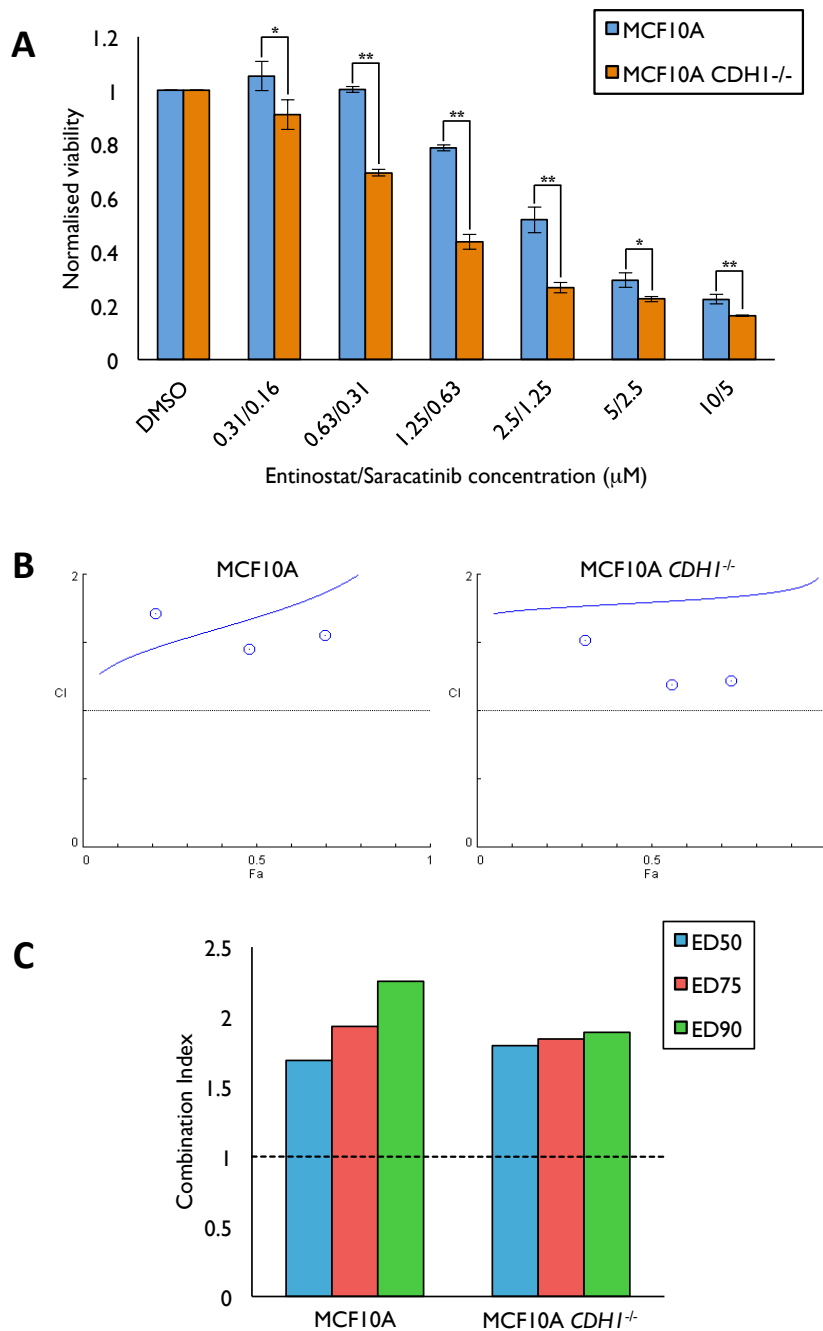 A
1.2
1
0.8
0.6
0.4
0.2
0
Normalised viability
MCF10A
MCF10A CDH1-/-
*
**
**
**
*
**
DMSO
0.31/0.16
0.63/0.31
1.25/0.63
2.5/1.25
5/2.5
10/5
Entinostat/Saracatinib concentration (μM)
B
MCF10A
2
CI
0
0
0.5
1
Fa
MCF10A CDH1-/-
2
CI
0
0
0.5
Fa
C
2.5
2
1.5
1
0.5
0
Combination Index
ED50
ED75
ED90
MCF10A
MCF10A CDH1-/-